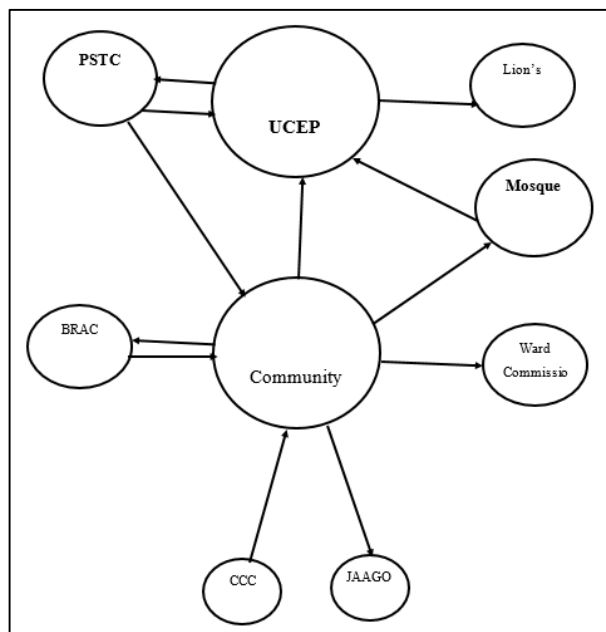 PSTC
Lion's
UCEP
Mosque
BRAC
Ward
Commissio
Community
CCC
JAAGO